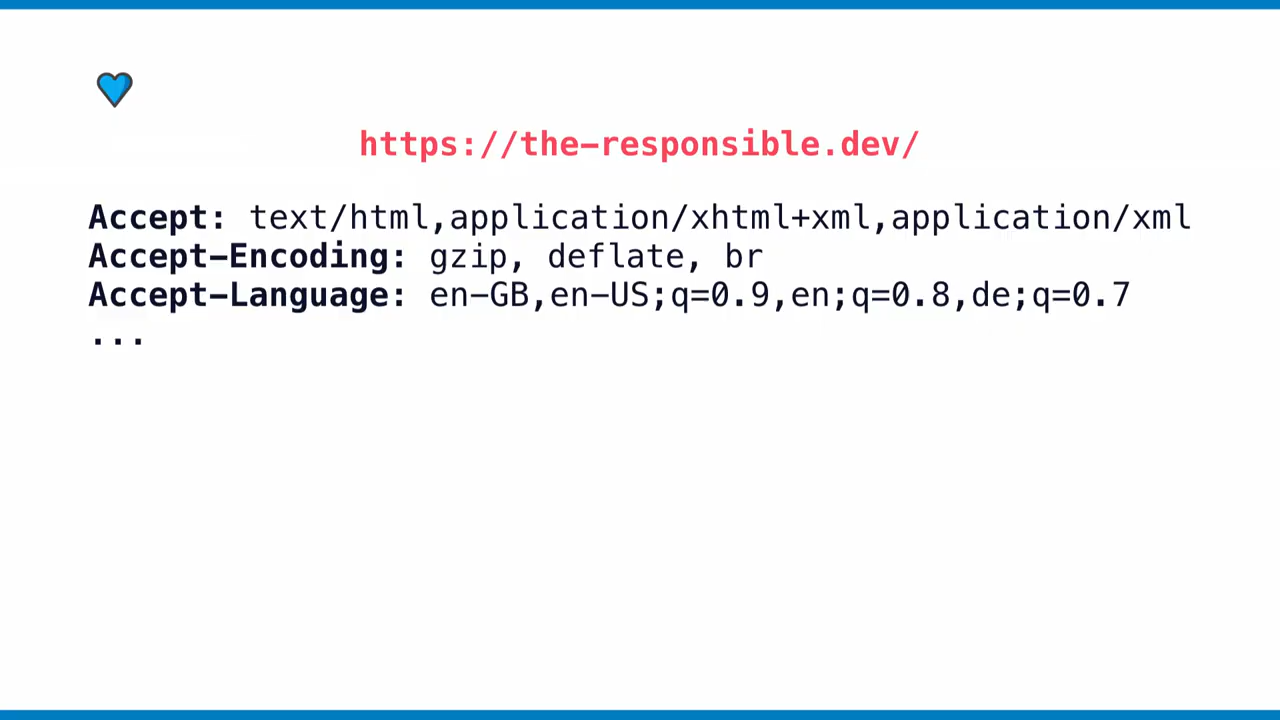 https://the-responsible.dev/
Accept: text/html,application/xhtml+xml,application/xml
Accept-Encoding: gzip, deflate, br
Accept-Language: en-GB,en-US;q=0.9,en;q=0.8,de;q=0.7
...